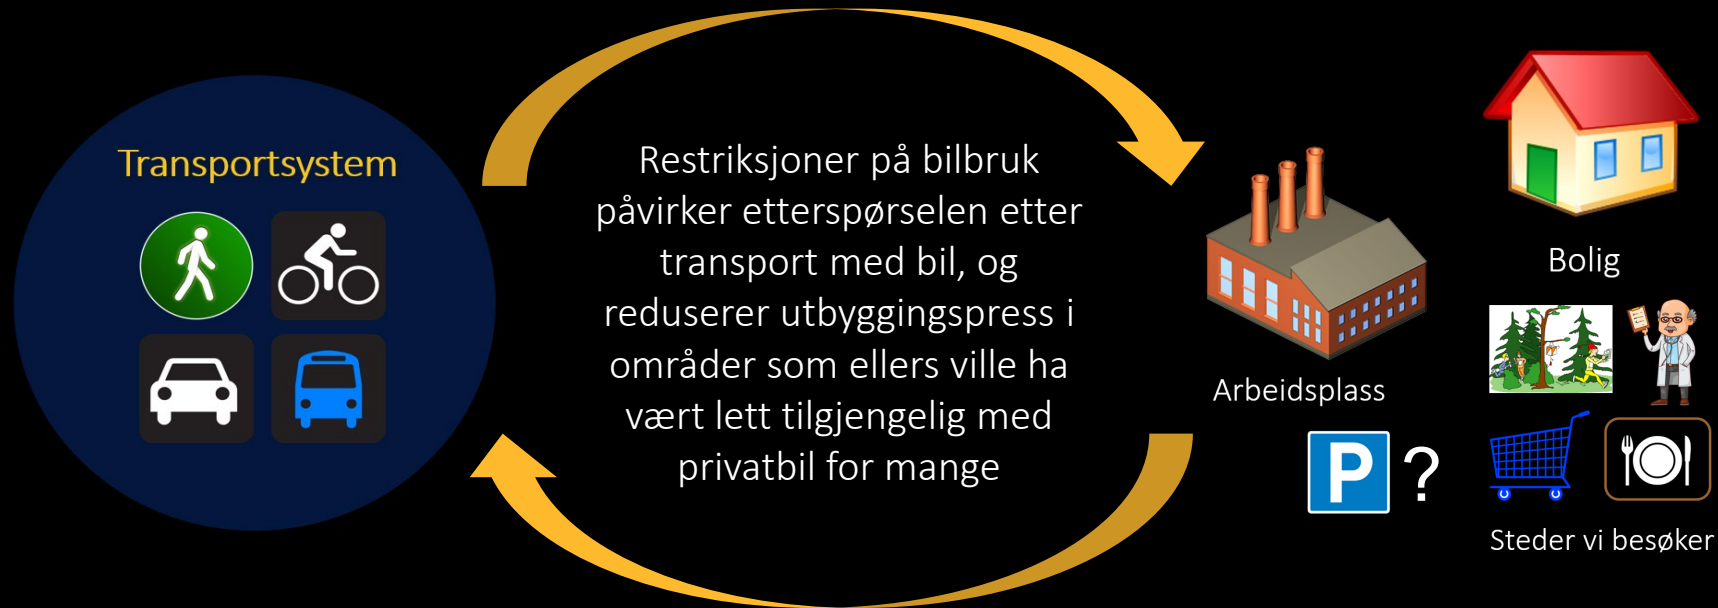 Transportsystem
Restriksjoner på bilbruk
påvirker etterspørselen etter
transport med bil, og
reduserer utbyggingspress i
områder som ellers ville ha
vært lett tilgjengelig med
privatbil for mange
Bolig
Arbeidsplass
P ?
Steder vi besøker